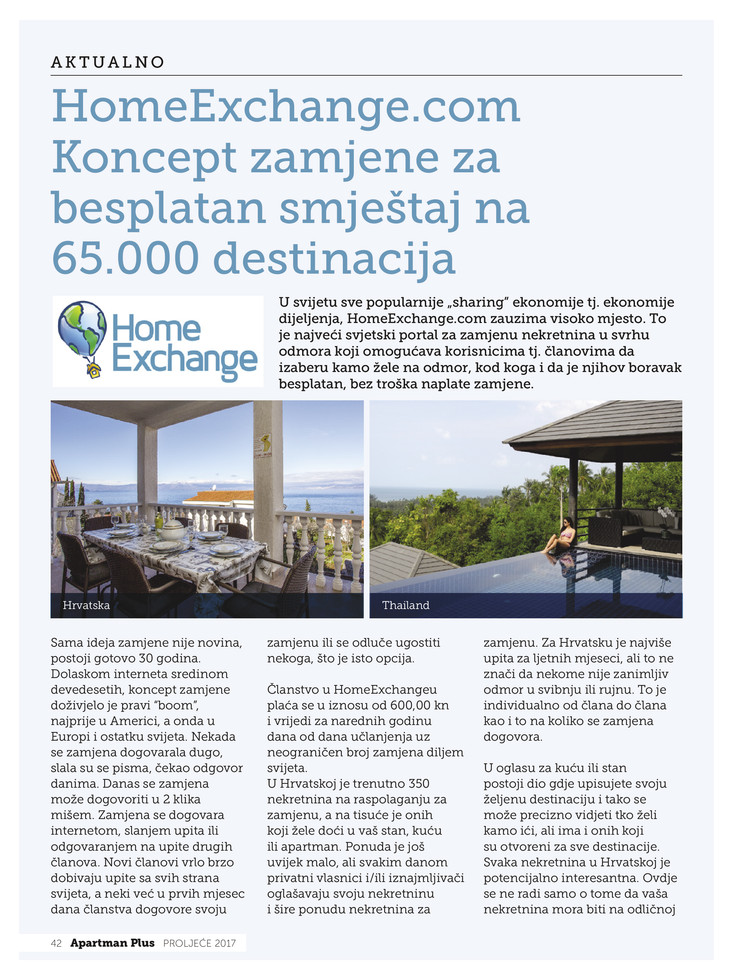 AKTUALNO
HomeExchange.com
Koncept zamjene za
besplatan smještaj na
65.000 destinacija
Home
Exchange
U svijetu sve popularnije „sharing” ekonomije tj. ekonomije
dijeljenja, HomeExchange.com zauzima visoko mjesto. To
je najveći svjetski portal za zamjenu nekretnina u svrhu
odmora koji omogućava korisnicima tj. članovima da
izaberu kamo žele na odmor, kod koga i da je njihov boravak
besplatan, bez troška naplate zamjene.
Hrvatska
Thailand
Sama ideja zamjene nije novina,
postoji gotovo 30 godina.
Dolaskom interneta sredinom
devedesetih, koncept zamjene
doživjelo je pravi “boom”,
najprije u Americi, a onda u
Europi i ostatku svijeta. Nekada
se zamjena dogovarala dugo,
slala su se pisma, čekao odgovor
danima. Danas se zamjena
može dogovoriti u 2 klika
mišem. Zamjena se dogovara
internetom, slanjem upita ili
odgovaranjem na upite drugih
članova. Novi članovi vrlo brzo
dobivaju upite sa svih strana
svijeta, a neki već u prvih mjesec
dana članstva dogovore svoju
zamjenu ili se odluče ugostiti
nekoga, što je isto opcija.
Članstvo u HomeExchangeu
plaća se u iznosu od 600,00 kn
i vrijedi za narednih godinu
dana od dana učlanjenja uz
neograničen broj zamjena diljem
svijeta.
U Hrvatskoj je trenutno 350
nekretnina na raspolaganju za
zamjenu, a na tisuće je onih
koji žele doći u vaš stan, kuću
ili apartman. Ponuda je još
uvijek malo, ali svakim danom
privatni vlasnici i/ili iznajmljivači
oglašavaju svoju nekretninu
i šire ponudu nekretnina za
zamjenu. Za Hrvatsku je najviše
upita za ljetnih mjeseci, ali to ne
znači da nekome nije zanimljiv
odmor u svibnju ili rujnu. To je
individualno od člana do člana
kao i to na koliko se zamjena
dogovora.
U oglasu za kuću ili stan
postoji dio gdje upisujete svoju
željenu destinaciju i tako se
može precizno vidjeti tko želi
kamo ići, ali ima i onih koji
su otvoreni za sve destinacije.
Svaka nekretnina u Hrvatskoj je
potencijalno interesantna. Ovdje
se ne radi samo o tome da vaša
nekretnina mora biti na odličnoj
42 Apartman Plus PROLJEĆE 2017